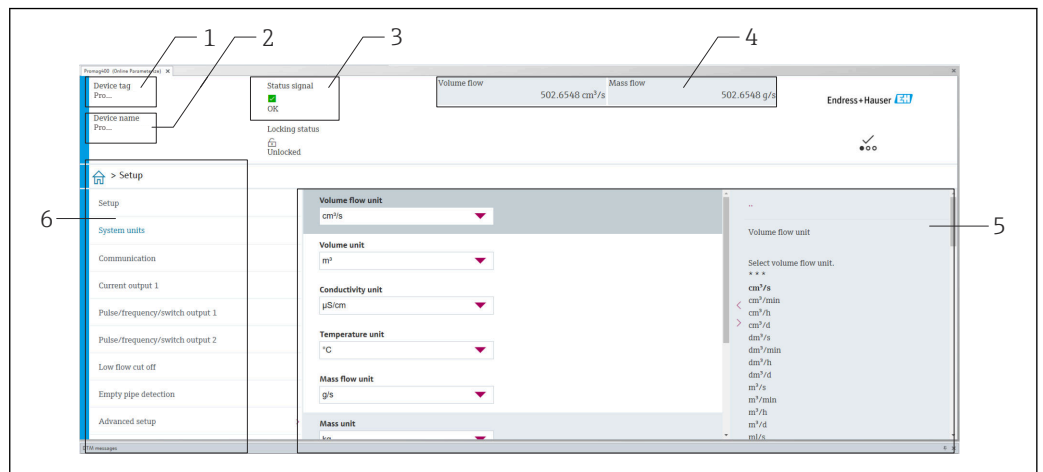 1
2
3
4
Promag400 (Online Parameterize) ×
Device tag
Pro...
Status signal
OK
Volume flow
502.6548 cm³/s
Mass flow
502.6548 g/s
Endress+Hauser EH
Device name
Pro...
Locking status
Unlocked
> Setup
6
5
Setup
System units
Communication
Current output 1
Pulse/frequency/switch output 1
Pulse/frequency/switch output 2
Low flow cut off
Empty pipe detection
Advanced setup
Volume flow unit
cm³/s
Volume unit
m³
Conductivity unit
µS/cm
Temperature unit
°C
Mass flow unit
g/s
Mass unit
kg
..
Volume flow unit
Select volume flow unit.
* * *
cm³/s
cm³/min
cm³/h
cm³/d
dm³/s
dm³/min
dm³/h
dm³/d
m³/s
m³/min
m³/h
m³/d
ml/s
DTM messages